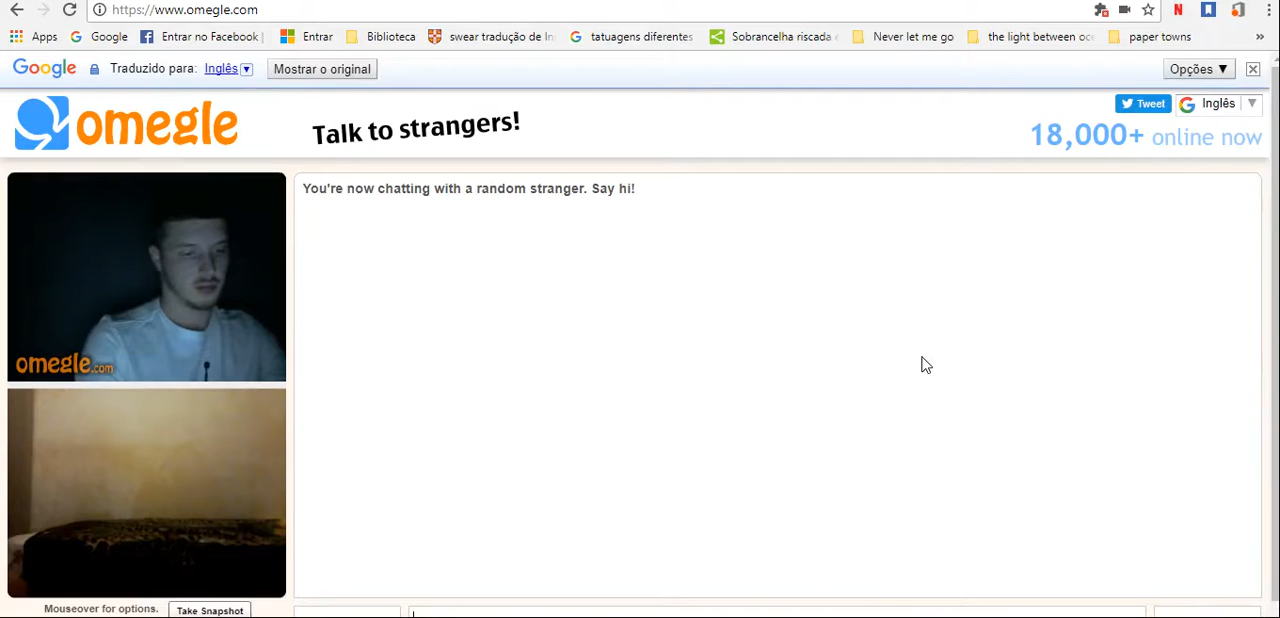 https://www.omegle.com
Apps Google Entrar no Facebook Entrar Biblioteca swear tradução de In tatuagens diferentes Sobrancelha riscada Never let me go the light between oce paper towns »
Google Traduzido para: Inglês Mostrar o original Opções
omegle Talk to strangers! Tweet Inglês
18,000+ online now
You're now chatting with a random stranger. Say hi!
omegle.com
Mouseover for options. Take Snapshot